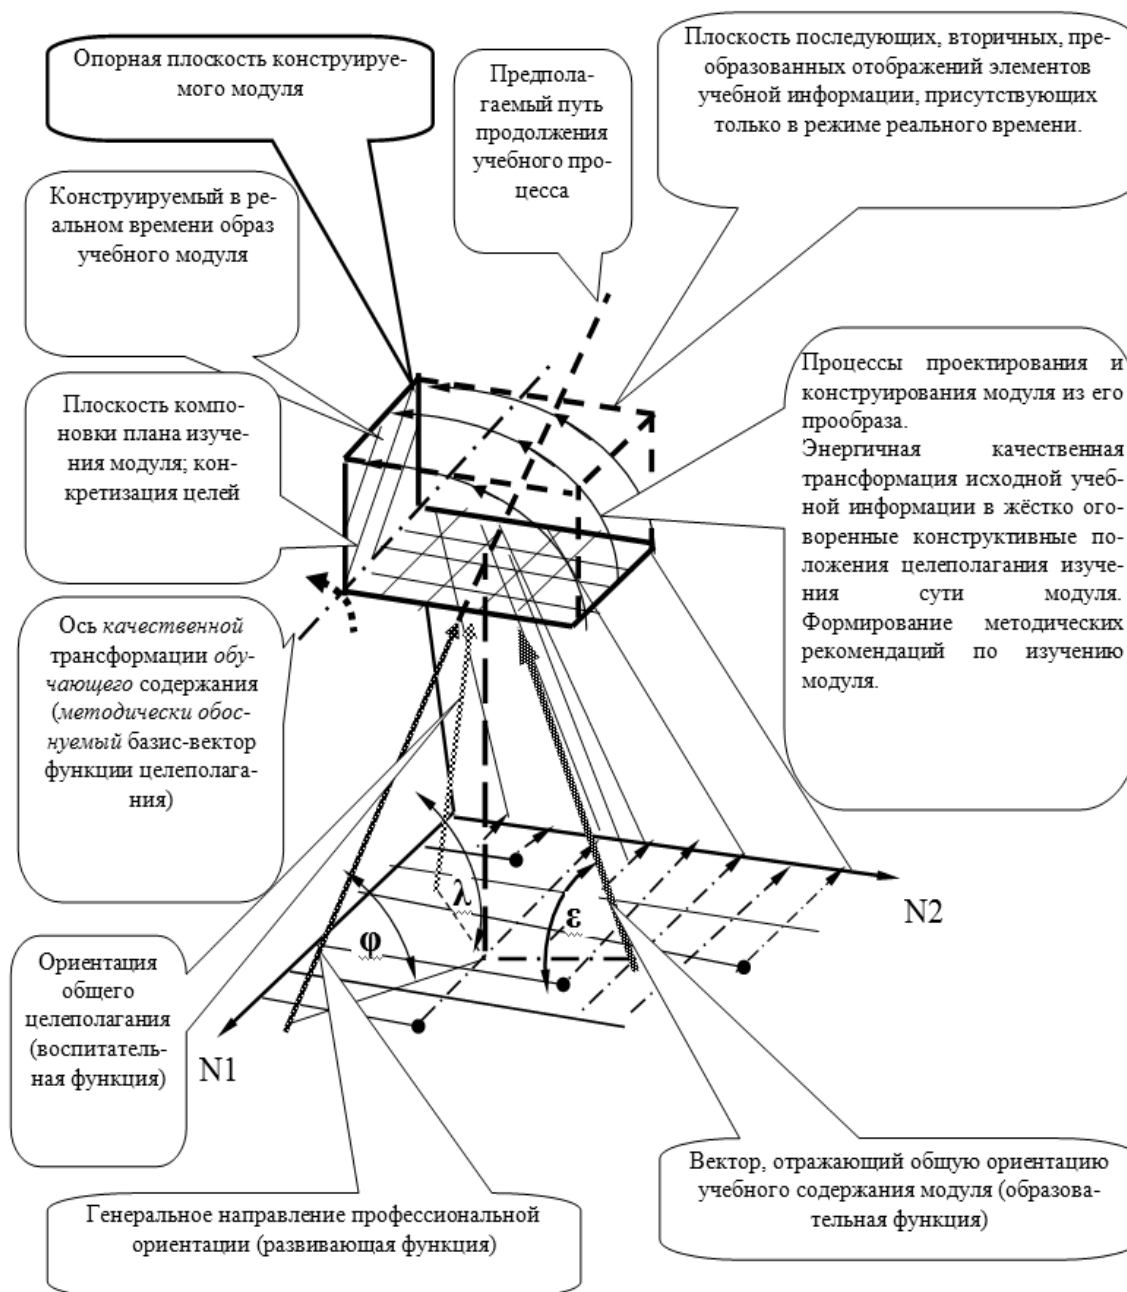 Опорная плоскость конструируе-
мого модуля
Предпола-
гаемый путь
продолжения
учебного про-
цесса
Плоскость последующих, вторичных, пре-
образованных отображений элементов
учебной информации, присутствующих
только в режиме реального времени.
Конструируемый в ре-
альном времени образ
учебного модуля
Плоскость компо-
новки плана изуче-
ния модуля; кон-
кретизация целей
Процессы проектирования и
конструирования модуля из его
прообраза.
Энергичная качественная
трансформация исходной учеб-
ной информации в жёстко ого-
воренные конструктивные по-
ложения целеполагания изуче-
ния сути модуля.
Формирование методических
рекомендаций по изучению
модуля.
Ось качественной
трансформации обу-
чающего содержания
(методически обос-
нуемый базис-вектор
функции целеполага-
ния)
λ
ε
φ
N2
N1
Ориентация
общего
целеполагания
(воспитатель-
ная функция)
Вектор, отражающий общую ориентацию
учебного содержания модуля (образова-
тельная функция)
Генеральное направление профессиональной
ориентации (развивающая функция)